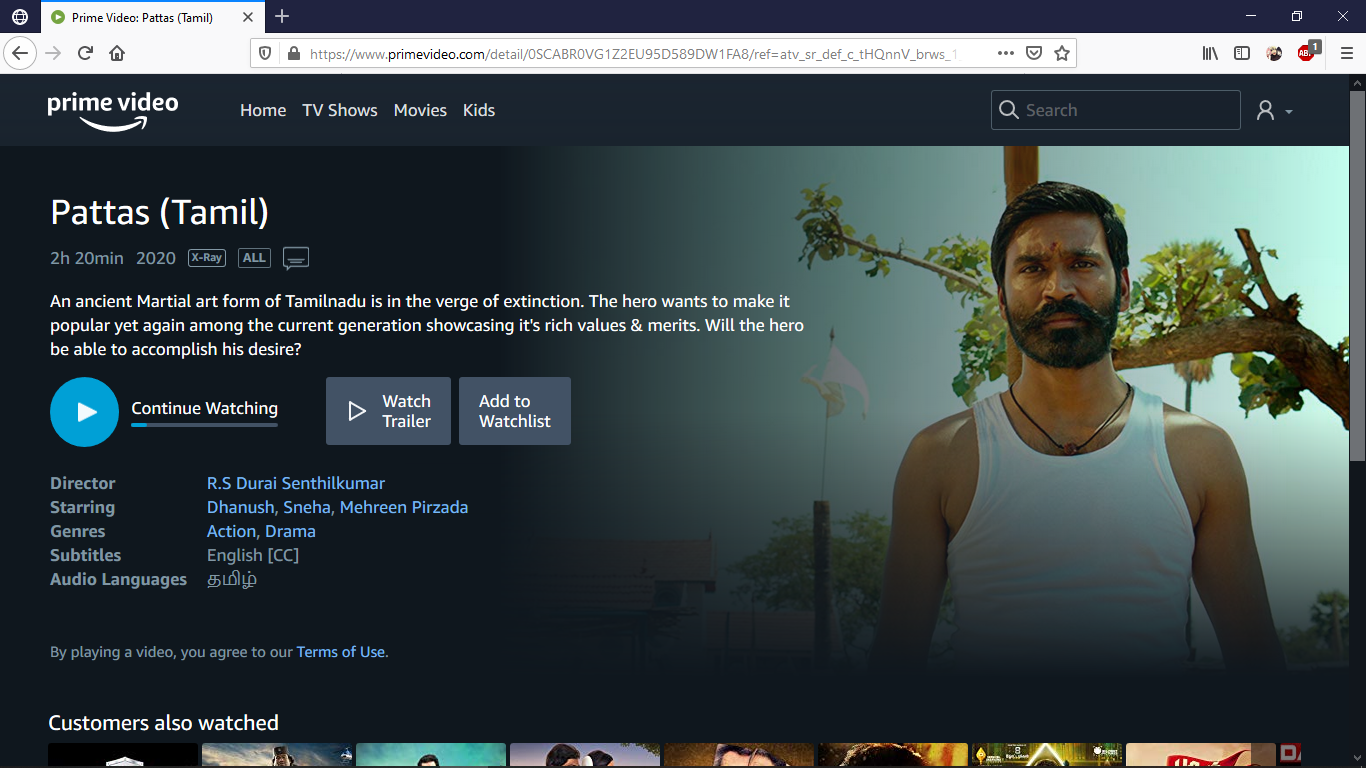 Prime Video: Pattas (Tamil)
https://www.primevideo.com/detail/0SCABR0VG1Z2EU95D589DW1FA8/ref=atv_sr_def_c_tHQnnV_brws_1
ABP
1
prime video
Home
TV Shows
Movies
Kids
Search
Pattas (Tamil)
2h 20min 2020 X-Ray ALL
An ancient Martial art form of Tamilnadu is in the verge of extinction. The hero wants to make it
popular yet again among the current generation showcasing it's rich values & merits. Will the hero
be able to accomplish his desire?
Continue Watching
Watch
Trailer
Add to
Watchlist
Director R.S Durai Senthilkumar
Starring Dhanush, Sneha, Mehreen Pirzada
Genres Action, Drama
Subtitles English [CC]
Audio Languages தமிழ்
By playing a video, you agree to our Terms of Use.
Customers also watched